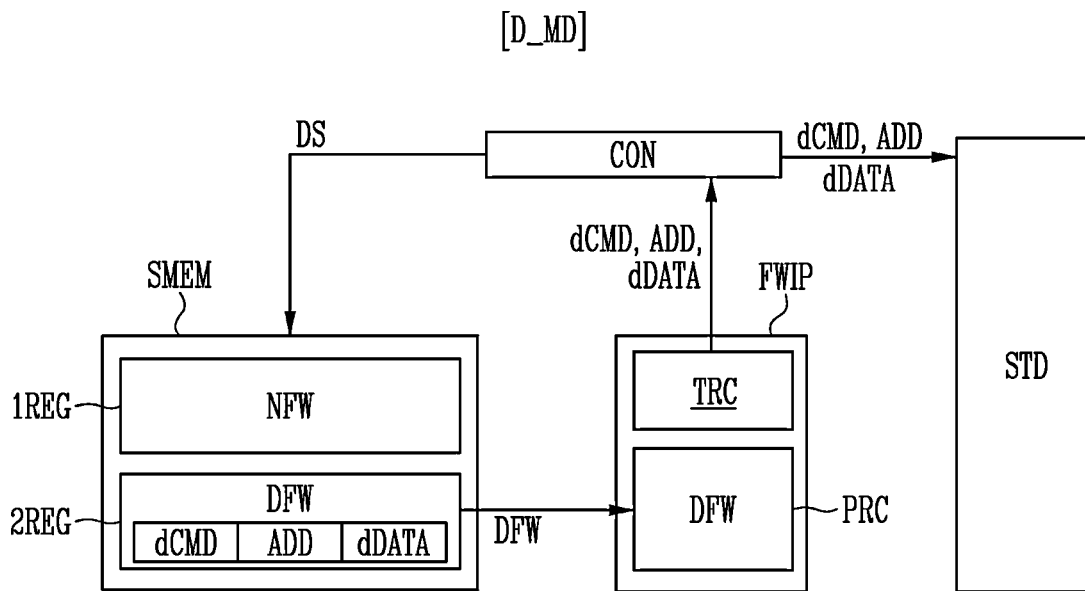 [D_MD]
DS
CON
dCMD, ADD
dDATA
dCMD, ADD,
dDATA
SMEM
FWIP
STD
1REG
NFW
TRC
2REG
DFW
dCMD ADD dDATA
DFW
DFW
PRC